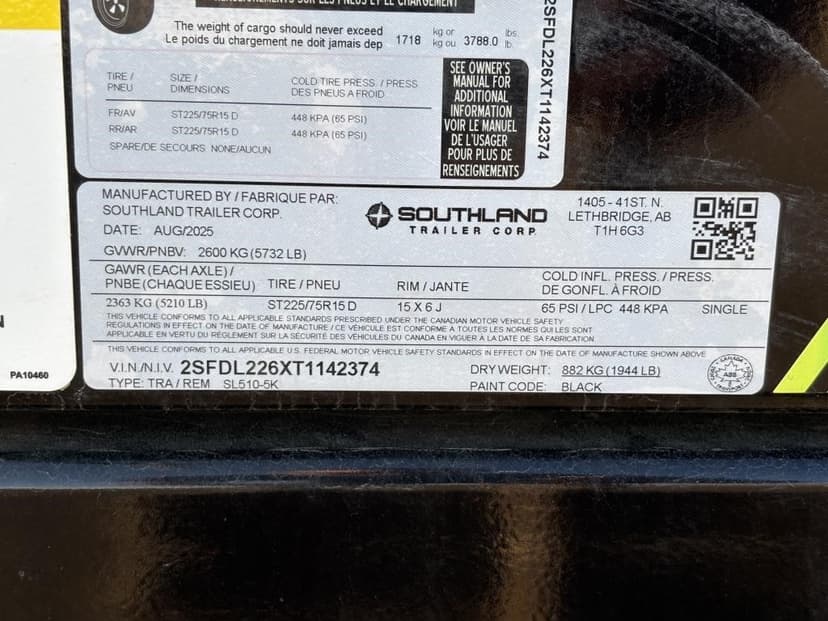 RENSEIGNEMENTS SUR LES PNEUS ET LE CHARGEMENT
The weight of cargo should never exceed
Le poids du chargement ne doit jamais dep
1718 kg or kg ou 3788.0 lbs. lb.
TIRE / PNEU SIZE / DIMENSIONS COLD TIRE PRESS. / PRESS DES PNEUS A FROID
FR/AV ST225/75R15 D 448 KPA (65 PSI)
RR/AR ST225/75R15 D 448 KPA (65 PSI)
SPARE/DE SECOURS NONE/AUCUN
SEE OWNER'S
MANUAL FOR
ADDITIONAL
INFORMATION
VOIR LE MANUEL
DE L'USAGER
POUR PLUS DE
RENSEIGNEMENTS
2SFDL226XT1142374
MANUFACTURED BY / FABRIQUE PAR:
SOUTHLAND TRAILER CORP.
DATE: AUG/2025
SOUTHLAND
TRAILER CORP.
1405 - 41ST. N.
LETHBRIDGE, AB
T1H 6G3
GVWR/PNBV: 2600 KG (5732 LB)
GAWR (EACH AXLE) /
PNBE (CHAQUE ESSIEU) TIRE / PNEU RIM / JANTE COLD INFL. PRESS. / PRESS. DE GONFL. À FROID
2363 KG (5210 LB) ST225/75R15 D 15 X 6 J 65 PSI / LPC 448 KPA SINGLE
THIS VEHICLE CONFORMS TO ALL APPLICABLE STANDARDS PRESCRIBED UNDER THE CANADIAN MOTOR VEHICLE SAFETY
REGULATIONS IN EFFECT ON THE DATE OF MANUFACTURE / CE VÉHICULE EST CONFORME À TOUTES LES NORMES QUI LES SONT
APPLICABLE EN VERTU DU RÈGLEMENT SUR LA SÉCURITÉ DES VÉHICULES DU CANADA EN VIGUER À LA DATE DE SA FABRICATION.
THIS VEHICLE CONFORMS TO ALL APPLICABLE U.S. FEDERAL MOTOR VEHICLE SAFETY STANDARDS IN EFFECT ON THE DATE OF MANUFACTURE SHOWN ABOVE
V.I.N./N.I.V. 2SFDL226XT1142374 DRY WEIGHT: 882 KG (1944 LB)
TYPE: TRA / REM SL510-5K PAINT CODE: BLACK
CANADA
ABS
PA10460